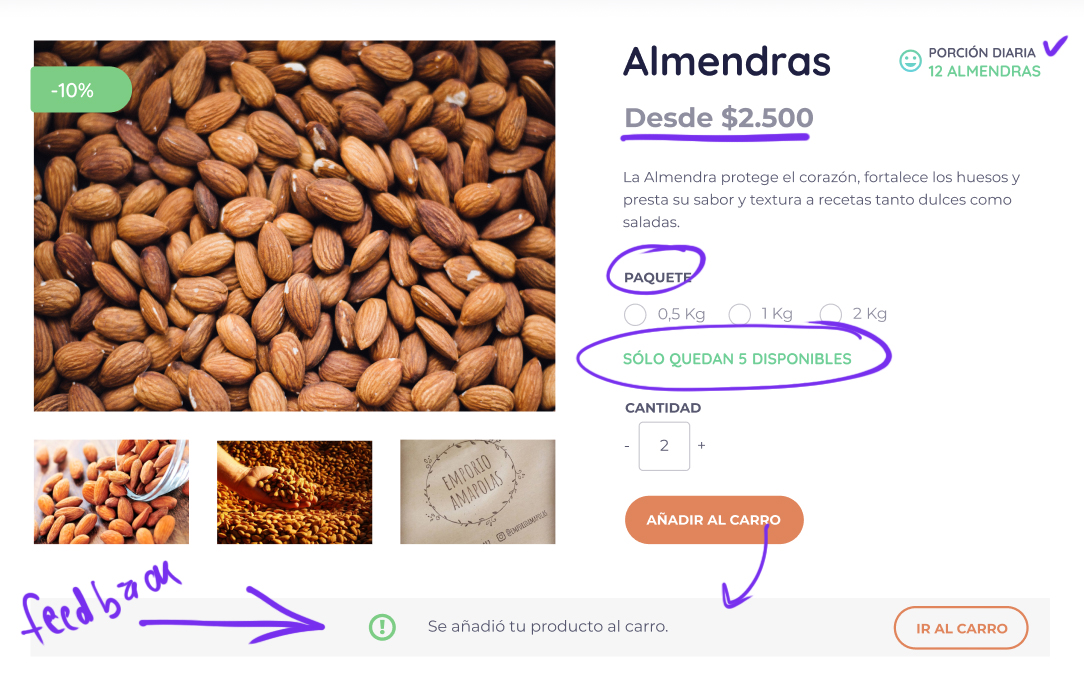 -10%
Almendras
PORCIÓN DIARIA
12 ALMENDRAS
Desde $2.500
La Almendra protege el corazón, fortalece los huesos y
presta su sabor y textura a recetas tanto dulces como
saladas.
PAQUETE
0,5 Kg
1 Kg
2 Kg
SÓLO QUEDAN 5 DISPONIBLES
CANTIDAD
- 2 +
AÑADIR AL CARRO
EMPORIO
AMAPOLAS
feedback
Se añadió tu producto al carro.
IR AL CARRO